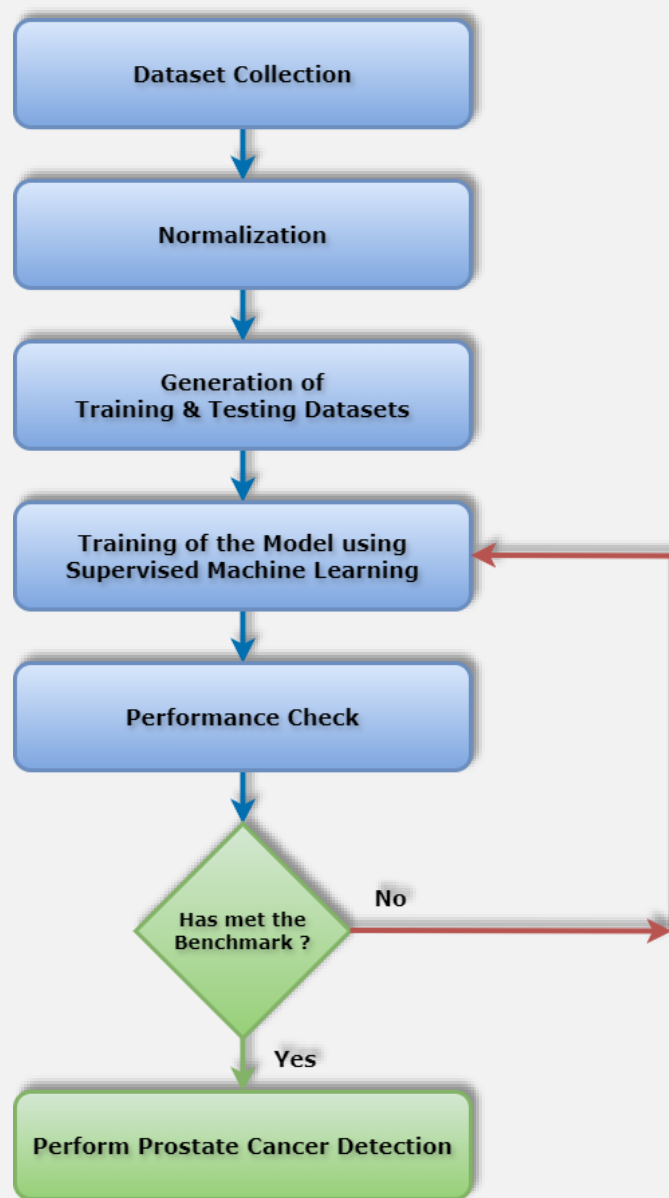 Dataset Collection
Normalization
Generation of
Training & Testing Datasets
Training of the Model using
Supervised Machine Learning
Performance Check
No
Has met the
Benchmark ?
Yes
Perform Prostate Cancer Detection